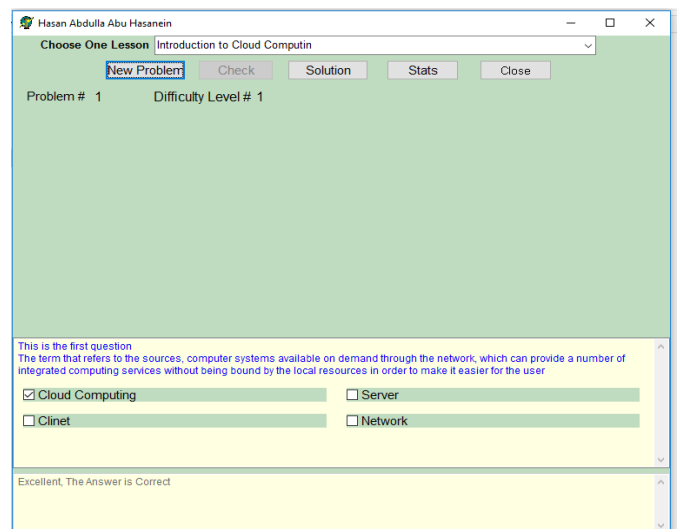 Hasan Abdulla Abu Hasanein
Choose One Lesson Introduction to Cloud Computin
New Problem Check Solution Stats Close
Problem # 1 Difficulty Level # 1
This is the first question
The term that refers to the sources, computer systems available on demand through the network, which can provide a number of
integrated computing services without being bound by the local resources in order to make it easier for the user
Cloud Computing Server
Clinet Network
Excellent, The Answer is Correct